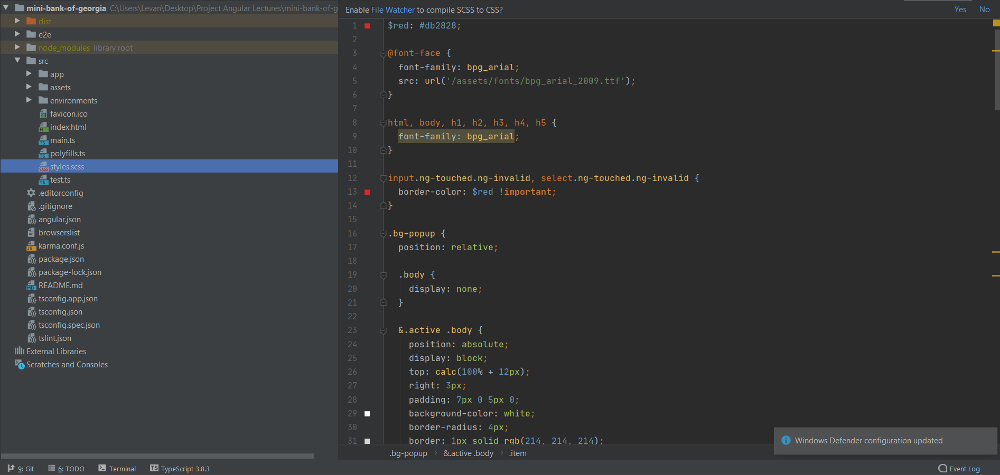 mini-bank-of-georgia C:\Users\Levan\Desktop\Project Angular Lectures\mini-bank-of-g
dist
e2e
node_modules library root
src
app
assets
environments
favicon.ico
index.html
main.ts
polyfills.ts
styles.scss
test.ts
.editorconfig
.gitignore
angular.json
browserslist
karma.conf.js
package.json
package-lock.json
README.md
tsconfig.app.json
tsconfig.json
tsconfig.spec.json
tslint.json
External Libraries
Scratches and Consoles
Enable File Watcher to compile SCSS to CSS? Yes No
1 $red: #db2828;
2
3 @font-face {
4 font-family: bpg_arial;
5 src: url('/assets/fonts/bpg_arial_2009.ttf');
6 }
7
8 html, body, h1, h2, h3, h4, h5 {
9 font-family: bpg_arial;
10 }
11
12 input.ng-touched.ng-invalid, select.ng-touched.ng-invalid {
13 border-color: $red !important;
14 }
15
16 .bg-popup {
17 position: relative;
18
19 .body {
20 display: none;
21 }
22
23 &.active .body {
24 position: absolute;
25 display: block;
26 top: calc(100% + 12px);
27 right: 3px;
28 padding: 7px 0 5px 0;
29 background-color: white;
30 border-radius: 4px;
31 border: 1px solid rgb(214, 214, 214);
Windows Defender configuration updated
.bg-popup › &.active .body › .item
9: Git 6: TODO Terminal TS TypeScript 3.8.3 Event Log